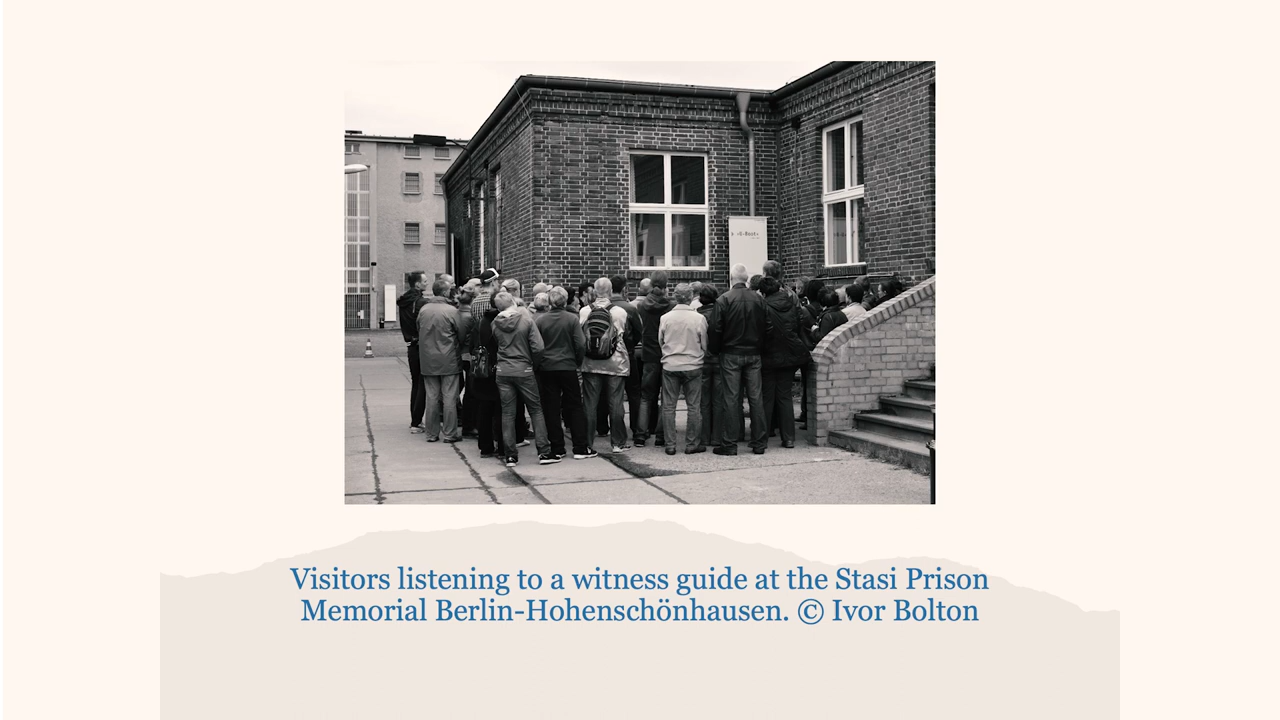 Visitors listening to a witness guide at the Stasi Prison
Memorial Berlin-Hohenschönhausen. © Ivor Bolton